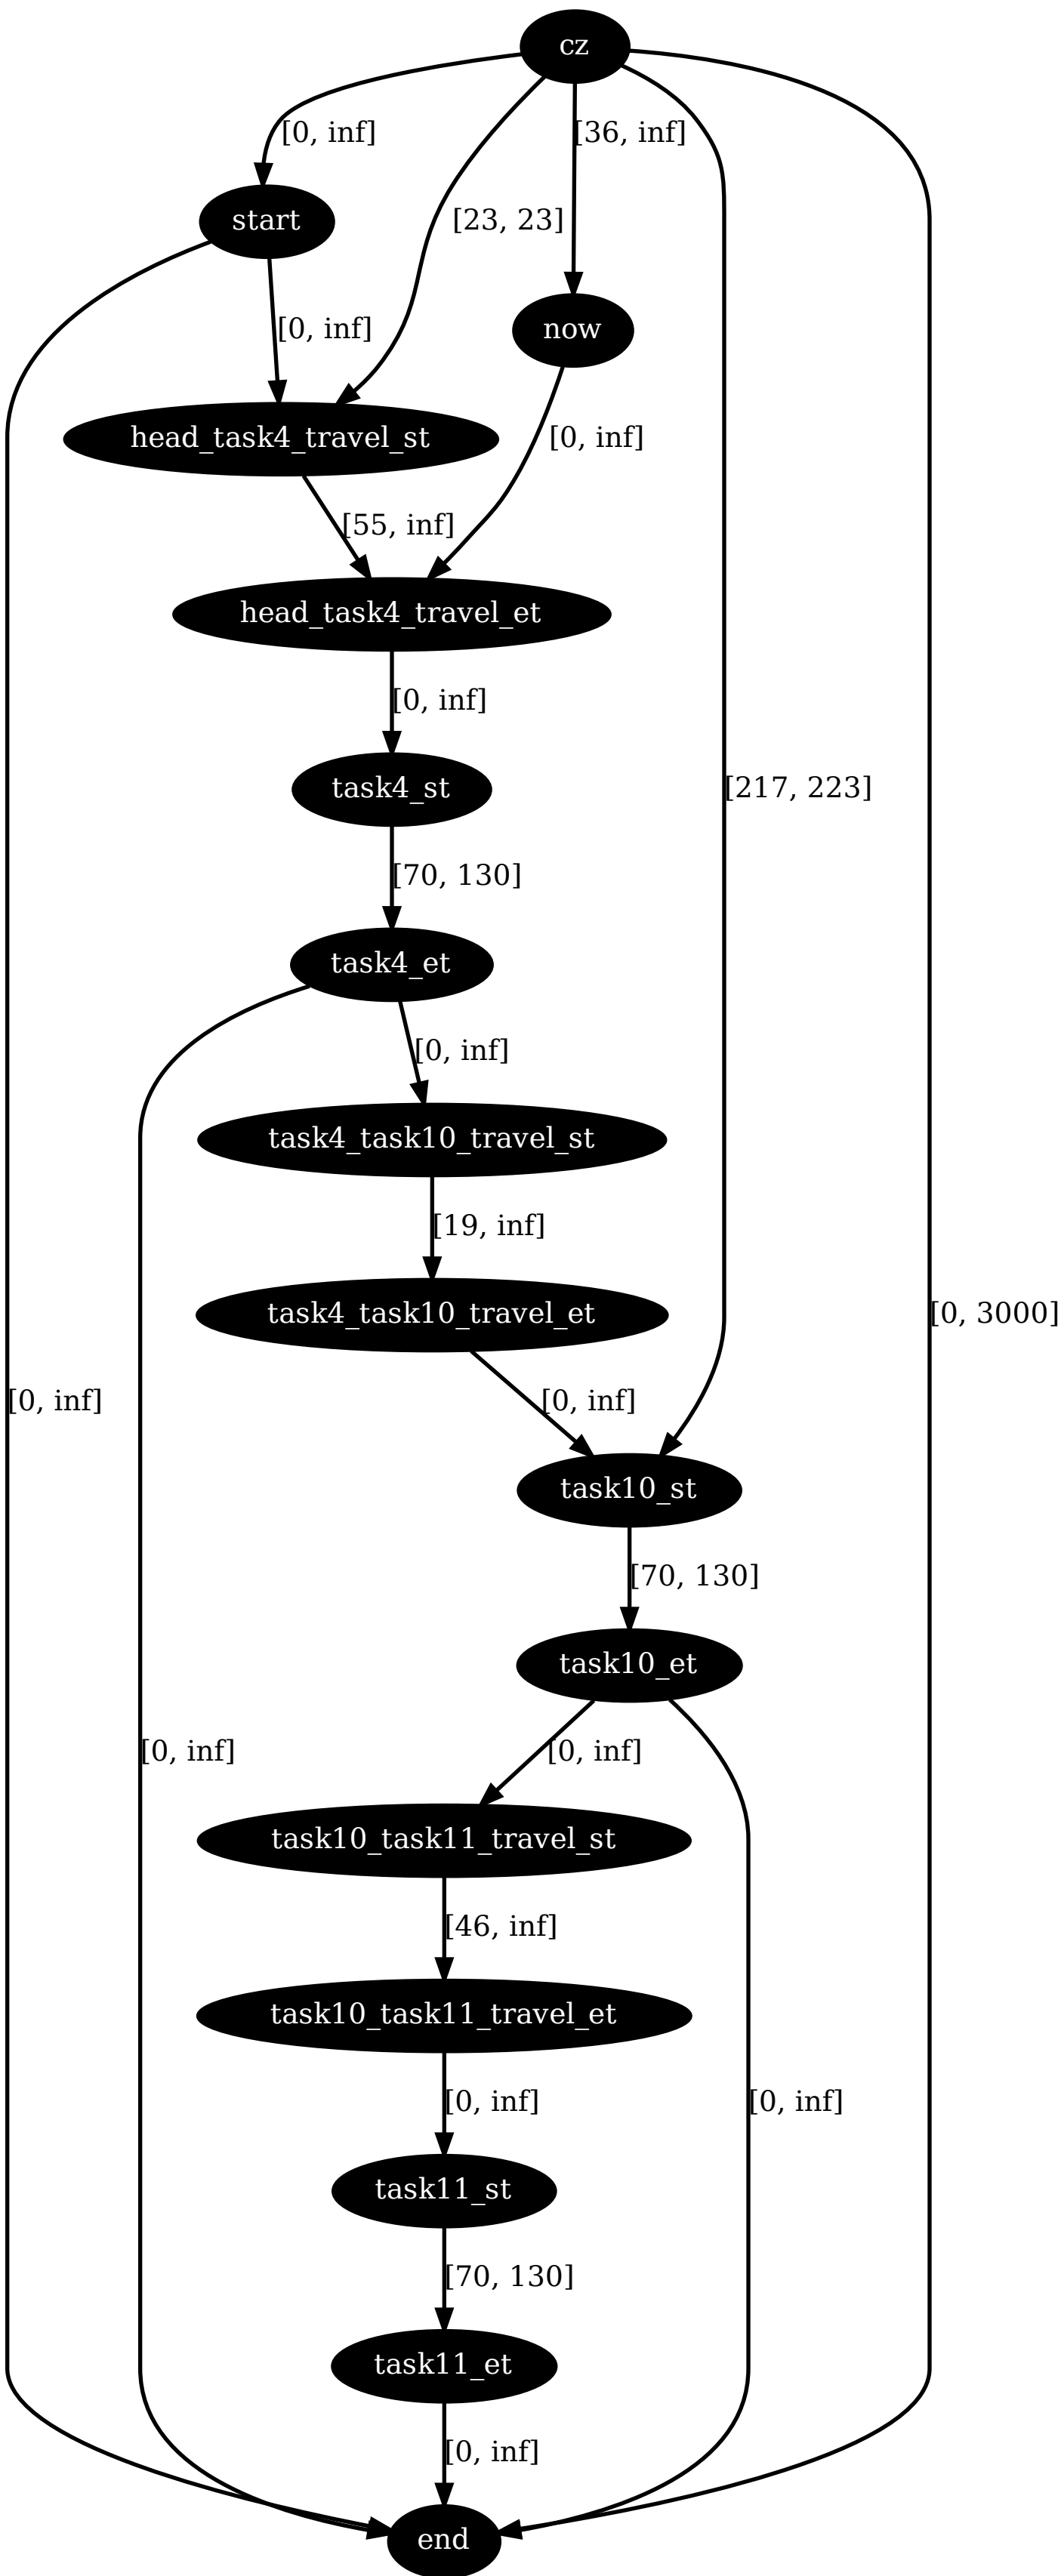 cz
[0, inf]
[36, inf]
start
[23, 23]
now
[0, inf]
head_task4_travel_st
[0, inf]
[55, inf]
head_task4_travel_et
[0, inf]
task4_st
[217, 223]
[70, 130]
task4_et
[0, inf]
task4_task10_travel_st
[19, inf]
task4_task10_travel_et
[0, 3000]
[0, inf]
[0, inf]
task10_st
[70, 130]
task10_et
[0, inf]
[0, inf]
task10_task11_travel_st
[46, inf]
task10_task11_travel_et
[0, inf]
[0, inf]
task11_st
[70, 130]
task11_et
[0, inf]
end